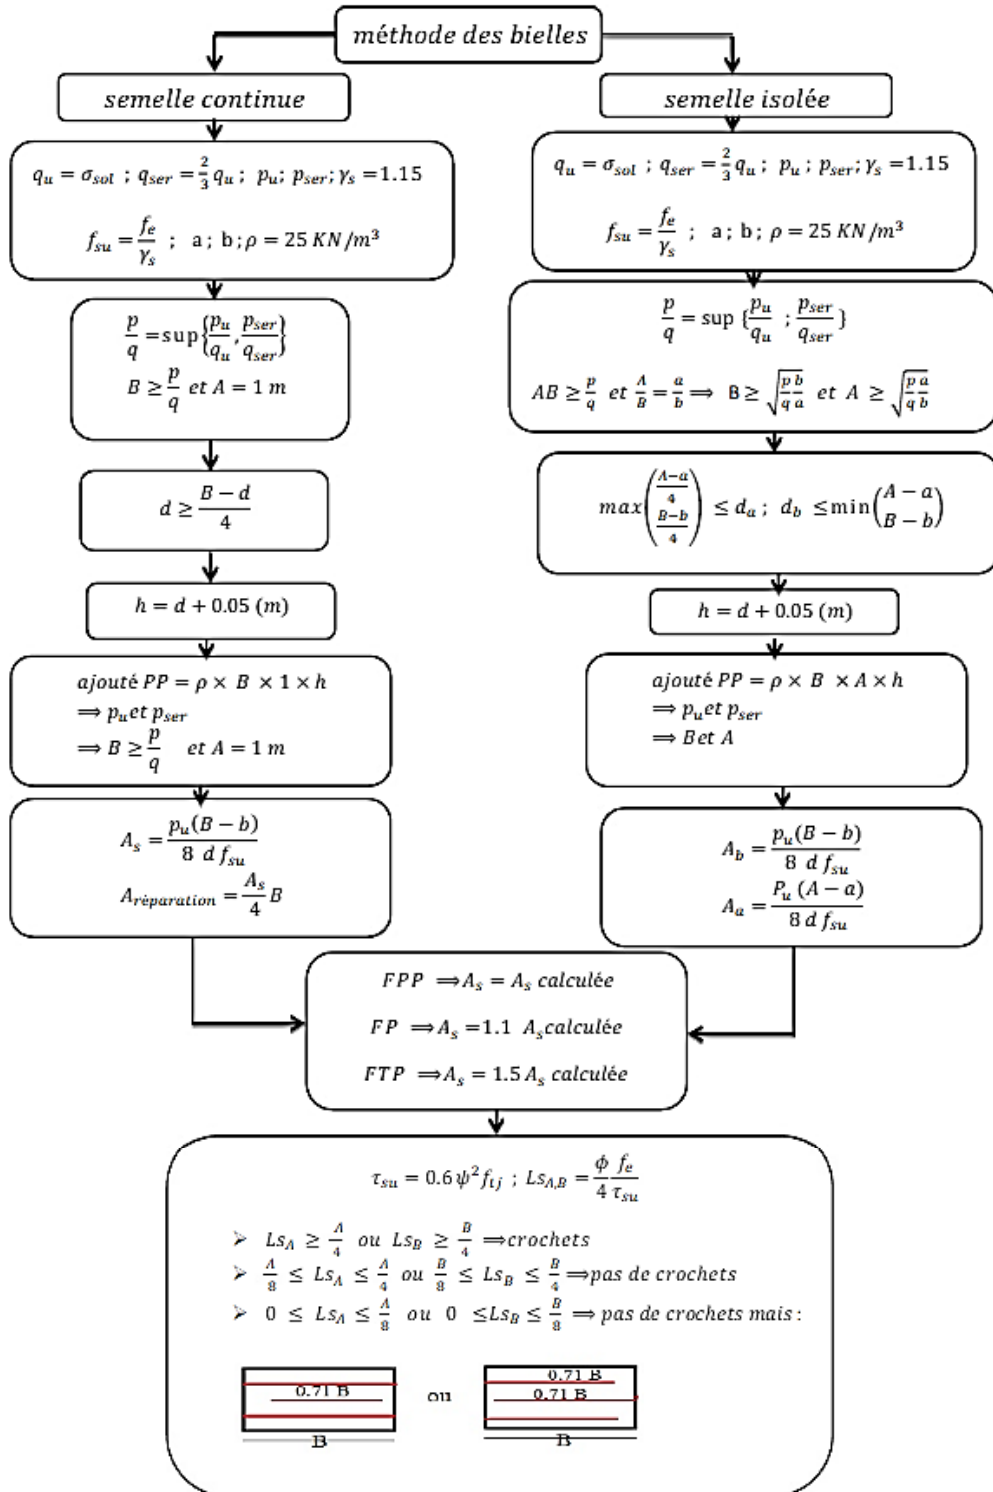 méthode des bielles
semelle continue
semelle isolée
q_u = σ_sol ; q_ser = 2/3 q_u ; p_u ; p_ser ; γ_s = 1.15
f_su = f_e/γ_s ; a ; b ; ρ = 25 KN/m³
q_u = σ_sol ; q_ser = 2/3 q_u ; p_u ; p_ser ; γ_s = 1.15
f_su = f_e/γ_s ; a ; b ; ρ = 25 KN/m³
p/q = sup{p_u/q_u , p_ser/q_ser}
B ≥ p/q et A = 1 m
p/q = sup {p_u/q_u ; p_ser/q_ser}
AB ≥ p/q et A/B = a/b ⟹ B ≥ √(p/q b/a) et A ≥ √(p/q a/b)
d ≥ (B − d)/4
max((A−a)/4 (B−b)/4) ≤ d_a ; d_b ≤ min(A − a B − b)
h = d + 0.05 (m)
h = d + 0.05 (m)
ajouté PP = ρ × B × 1 × h
⟹ p_u et p_ser
⟹ B ≥ p/q et A = 1 m
ajouté PP = ρ × B × A × h
⟹ p_u et p_ser
⟹ B et A
A_s = p_u(B − b)/(8 d f_su)
A_réparation = A_s/4 B
A_b = p_u(B − b)/(8 d f_su)
A_a = P_u (A − a)/(8 d f_su)
FPP ⟹ A_s = A_s calculée
FP ⟹ A_s = 1.1 A_s calculée
FTP ⟹ A_s = 1.5 A_s calculée
τ_su = 0.6 ψ² f_tj ; Ls_A,B = ϕ/4 f_e/τ_su
➢ Ls_A ≥ A/4 ou Ls_B ≥ B/4 ⟹ crochets
➢ A/8 ≤ Ls_A ≤ A/4 ou B/8 ≤ Ls_B ≤ B/4 ⟹ pas de crochets
➢ 0 ≤ Ls_A ≤ A/8 ou 0 ≤ Ls_B ≤ B/8 ⟹ pas de crochets mais :
0.71 B
B
ou
0.71 B
0.71 B
B